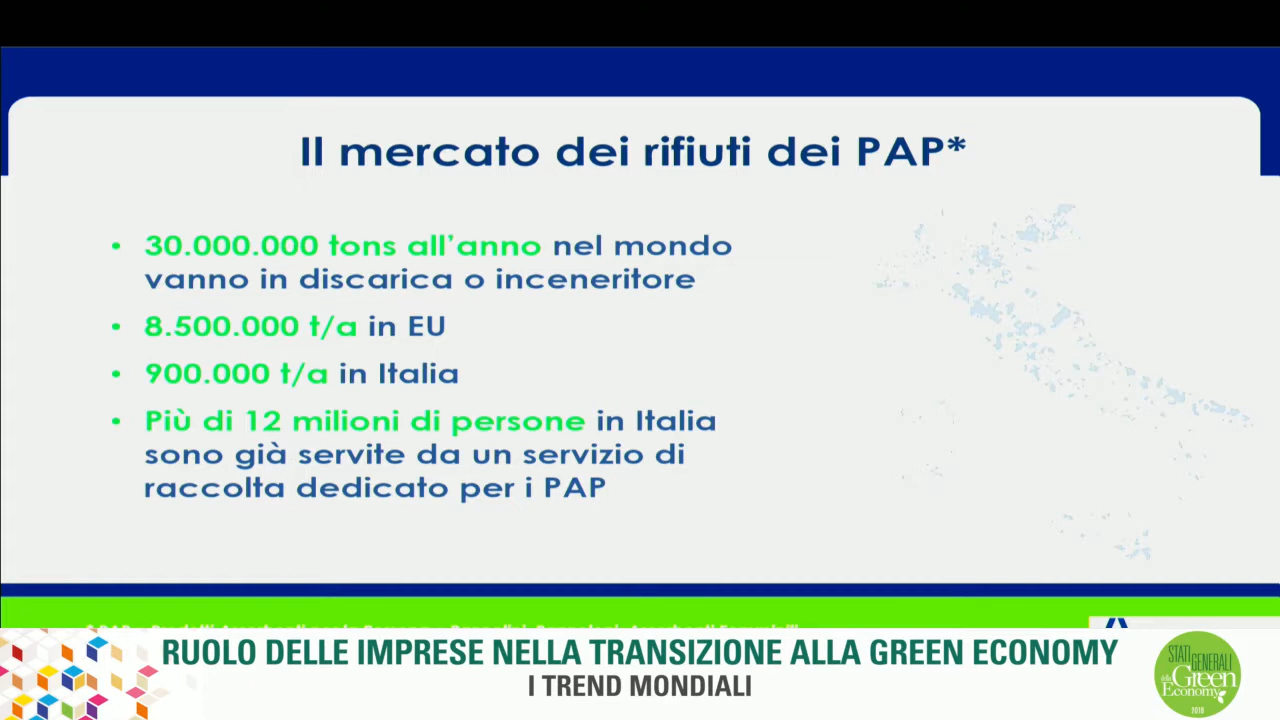 Il mercato dei rifiuti dei PAP*
• 30.000.000 tons all'anno nel mondo
vanno in discarica o inceneritore
• 8.500.000 t/a in EU
• 900.000 t/a in Italia
• Più di 12 milioni di persone in Italia
sono già servite da un servizio di
raccolta dedicato per i PAP
RUOLO DELLE IMPRESE NELLA TRANSIZIONE ALLA GREEN ECONOMY
I TREND MONDIALI
STATI
GENERALI
della Green
Economy
2018